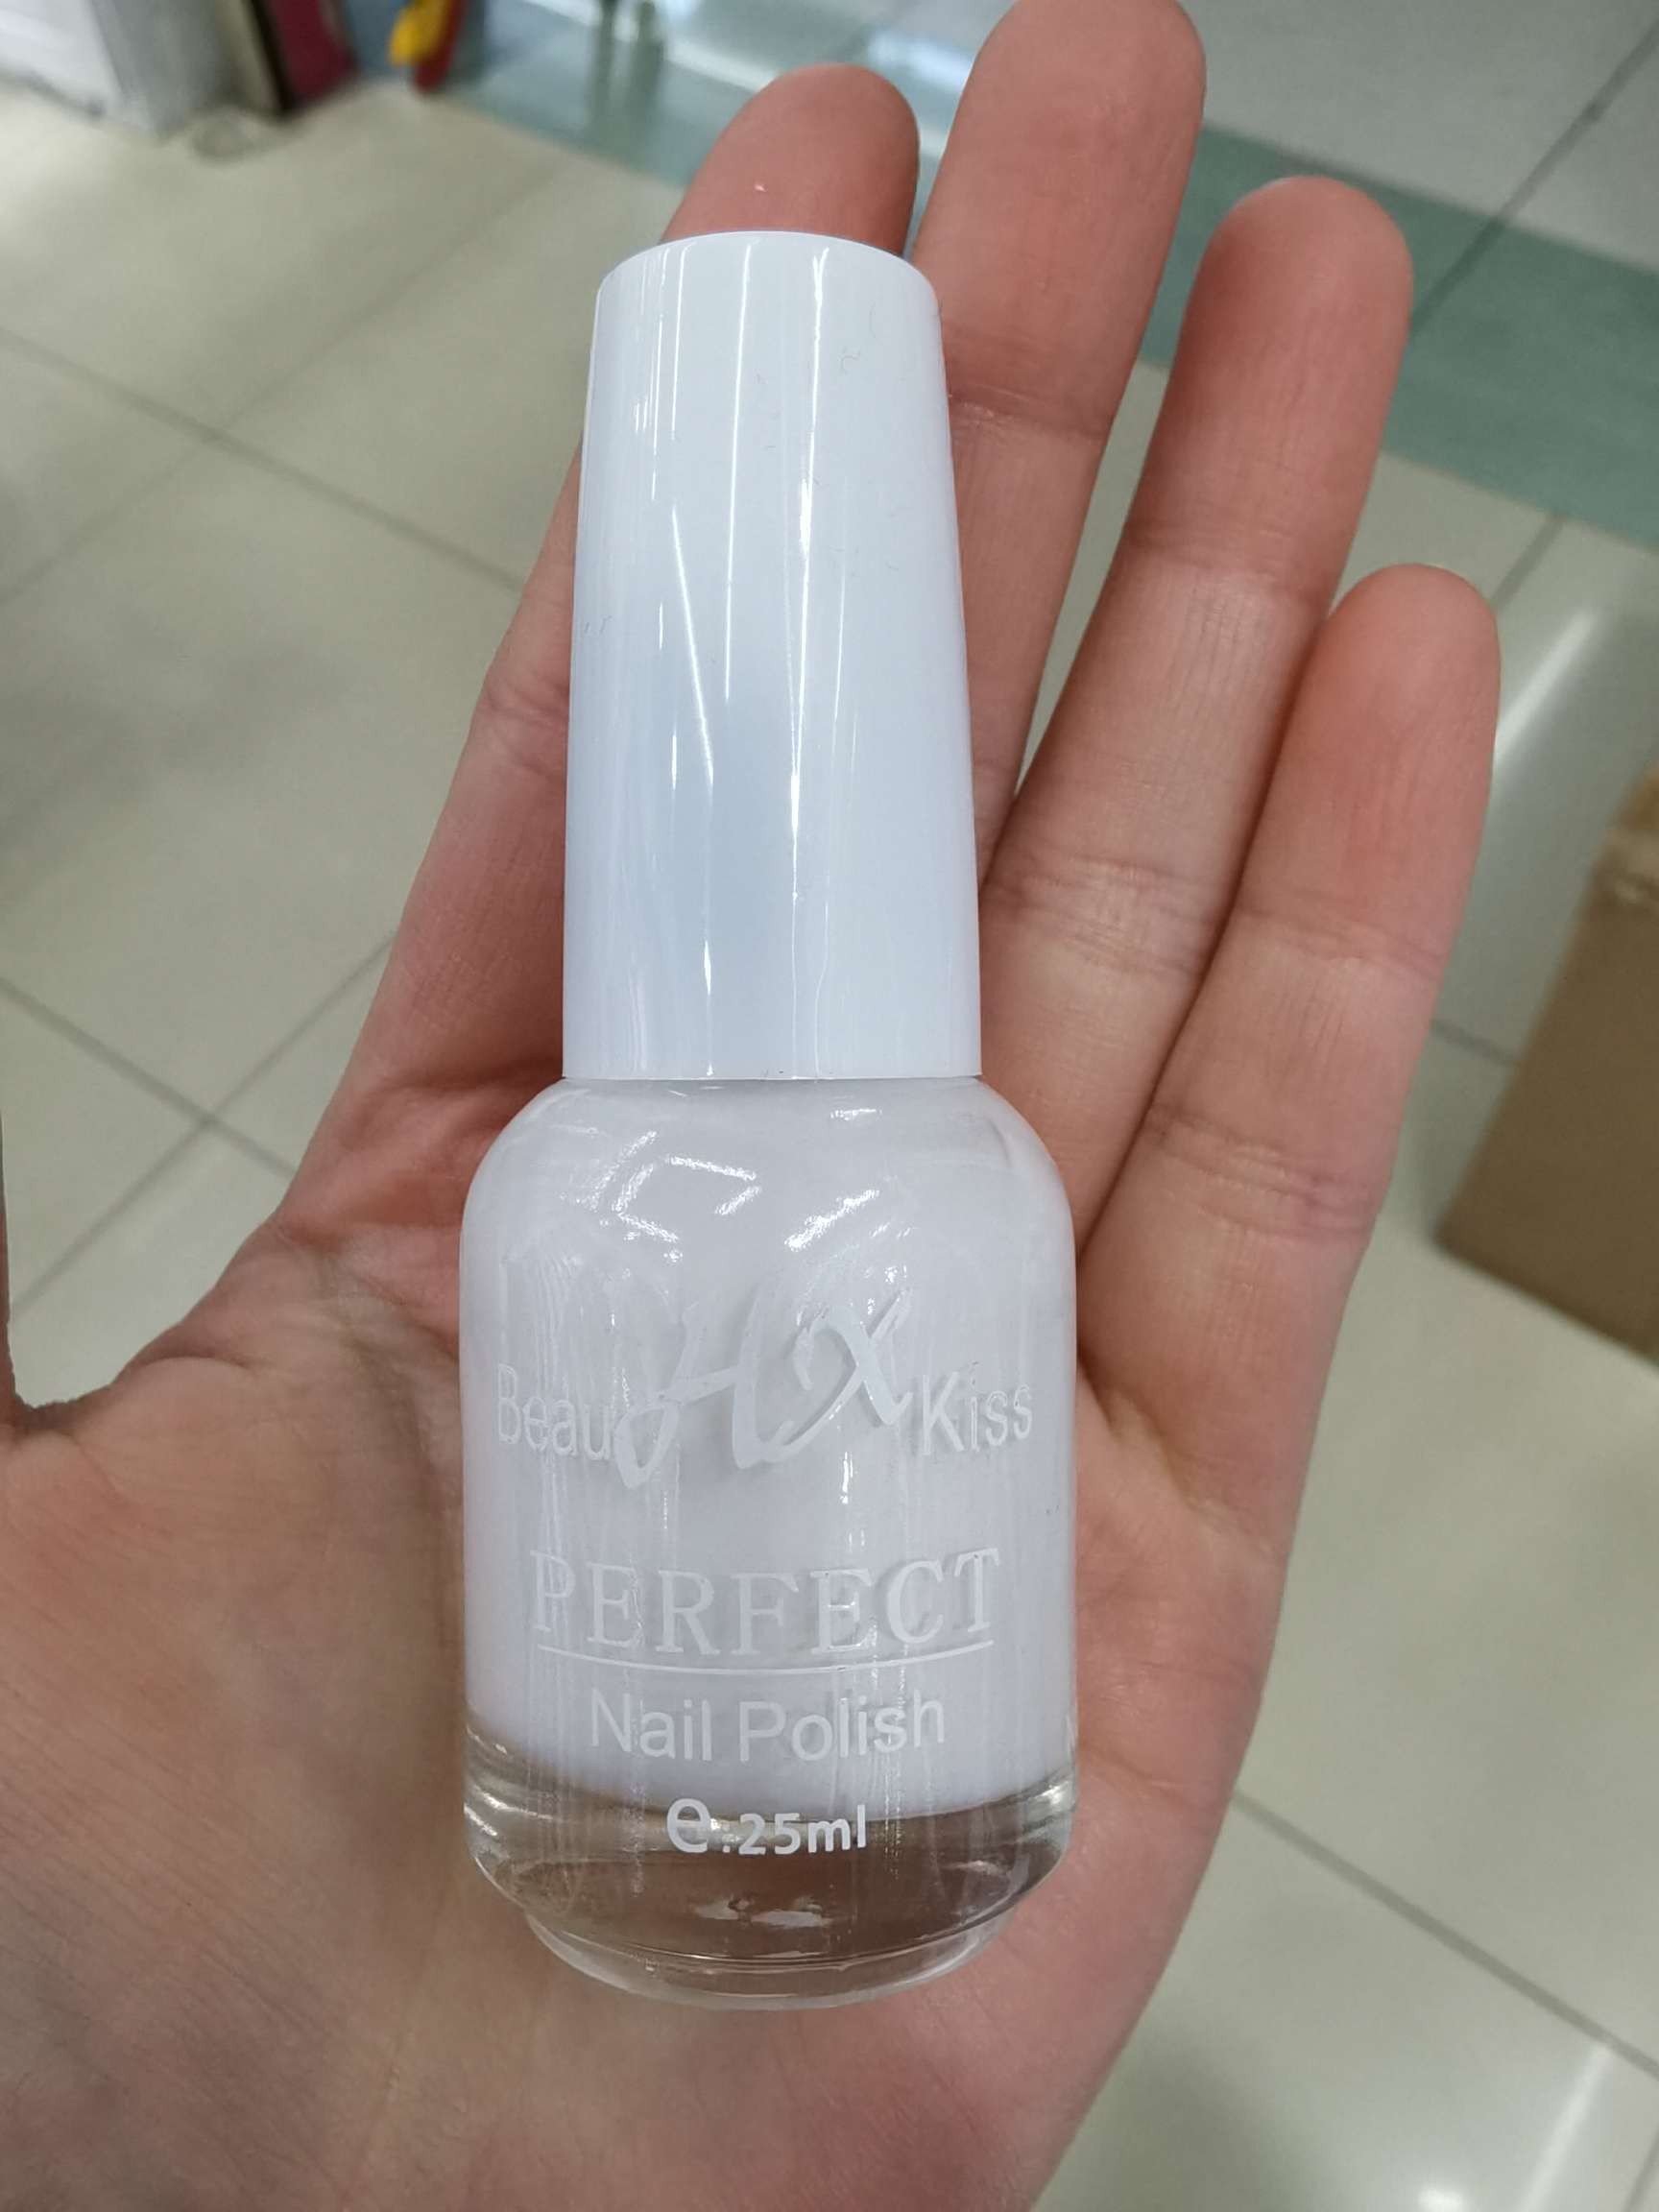 Beau HX Kiss
PERFECT
Nail Polish
e.25ml